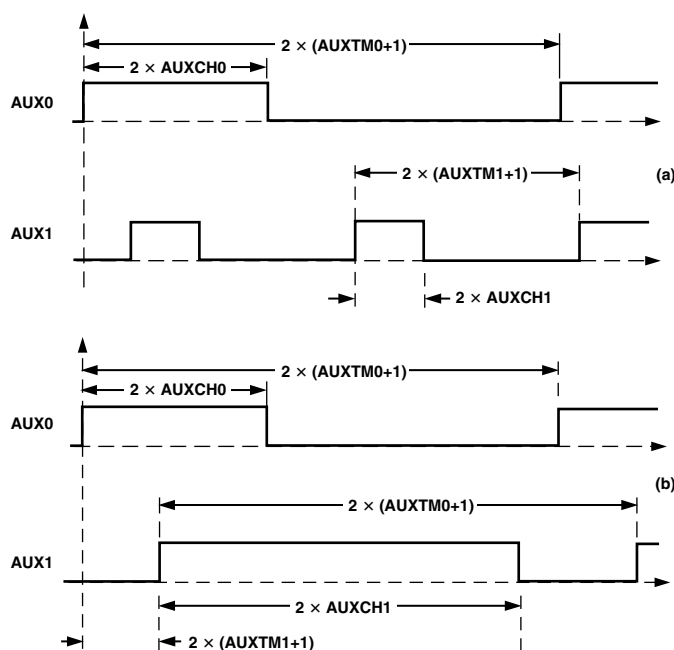 2 × (AUXTM0+1)
2 × AUXCH0
AUX0
2 × (AUXTM1+1)
(a)
AUX1
2 × AUXCH1
2 × (AUXTM0+1)
2 × AUXCH0
AUX0
(b)
2 × (AUXTM0+1)
AUX1
2 × AUXCH1
2 × (AUXTM1+1)